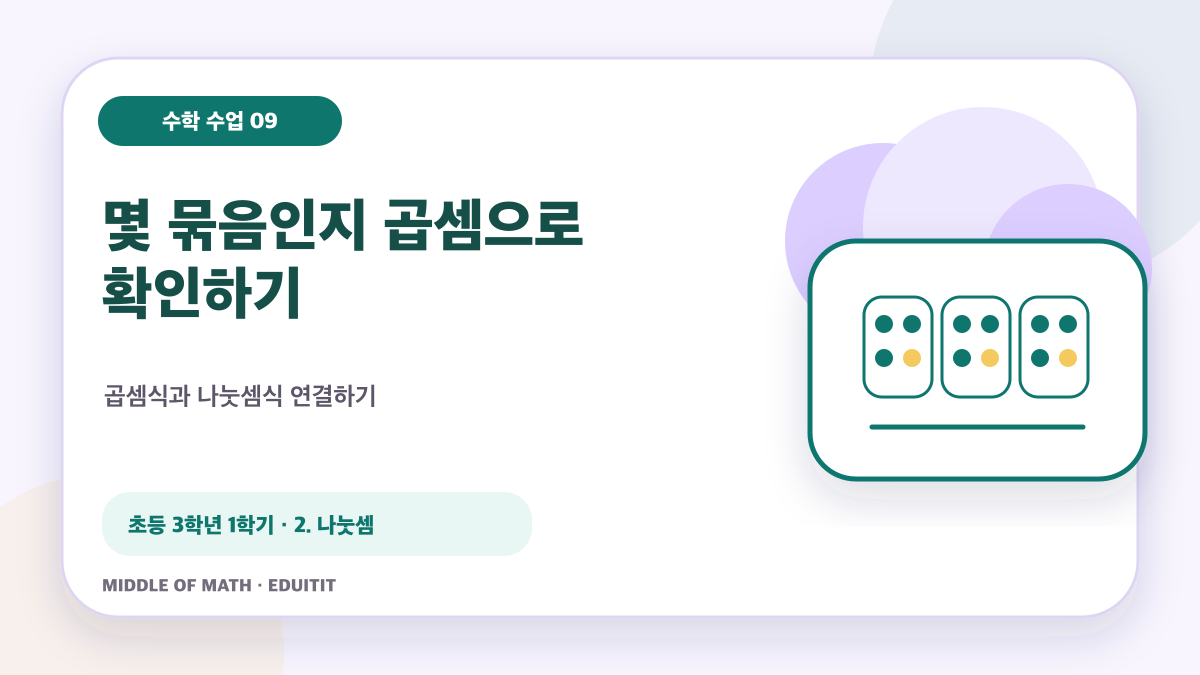 수학 수업 09
몇 묶음인지 곱셈으로
확인하기
곱셈식과 나눗셈식 연결하기
초등 3학년 1학기 · 2. 나눗셈
MIDDLE OF MATH · EDUITIT